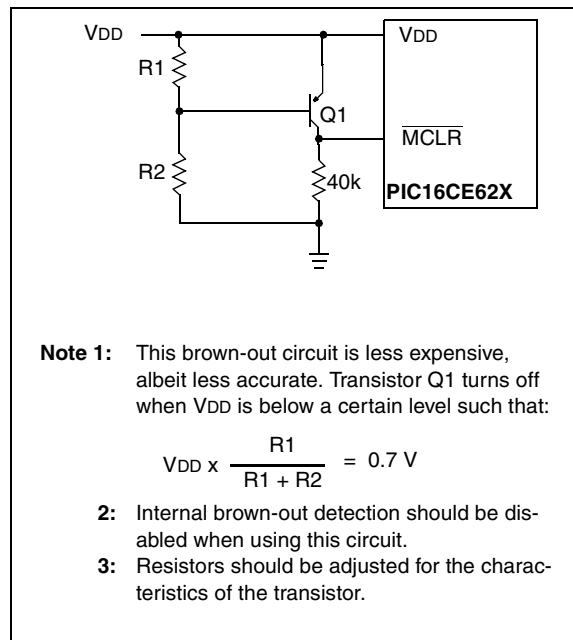 VDD
VDD
R1
Q1
MCLR
R2
40k
PIC16CE62X
Note 1: This brown-out circuit is less expensive,
albeit less accurate. Transistor Q1 turns off
when VDD is below a certain level such that:
VDD x R1 / R1 + R2 = 0.7 V
2: Internal brown-out detection should be dis-
abled when using this circuit.
3: Resistors should be adjusted for the charac-
teristics of the transistor.